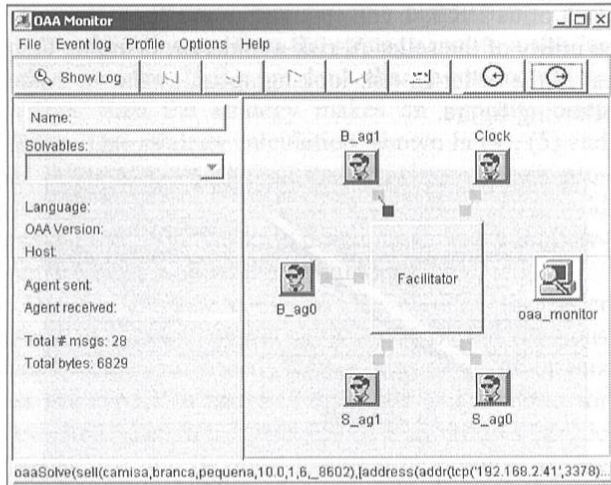 OAA Monitor
File Event log Profile Options Help
Show Log
Name:
Solvables:
Language:
OAA Version:
Host:
Agent sent:
Agent received:
Total # msgs: 28
Total bytes: 6829
B_ag1
Clock
B_ag0
Facilitator
oaa_monitor
S_ag1
S_ag0
oaaSolve(sell(camisa,branca,pequena,10.0,1,6,_8602),[address(addr(tcp('192.168.2.41',3378)...